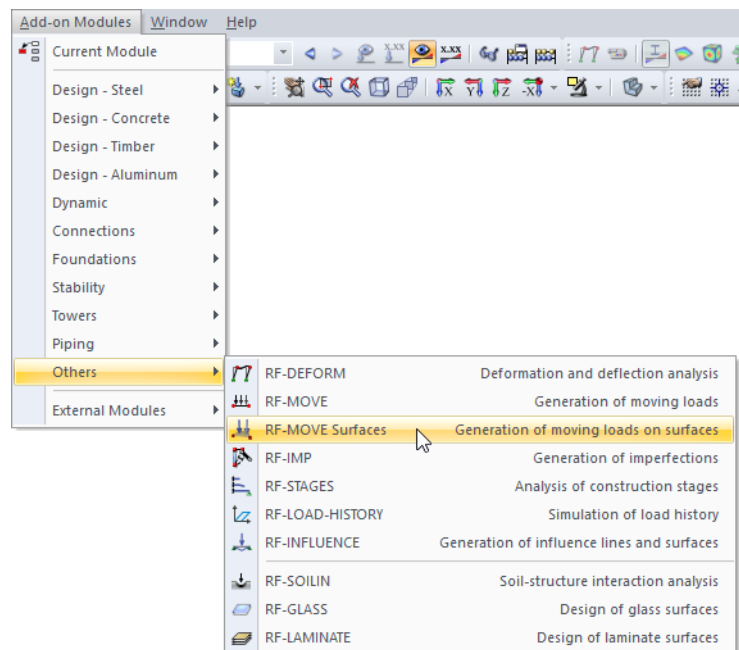 Add-on Modules Window Help
Current Module
X.XX X.XX
Design - Steel
X Y Z -X
Design - Concrete
Design - Timber
Design - Aluminum
Dynamic
Connections
Foundations
Stability
Towers
Piping
Others
External Modules
RF-DEFORM Deformation and deflection analysis
RF-MOVE Generation of moving loads
RF-MOVE Surfaces Generation of moving loads on surfaces
RF-IMP Generation of imperfections
RF-STAGES Analysis of construction stages
RF-LOAD-HISTORY Simulation of load history
RF-INFLUENCE Generation of influence lines and surfaces
RF-SOILIN Soil-structure interaction analysis
RF-GLASS Design of glass surfaces
RF-LAMINATE Design of laminate surfaces